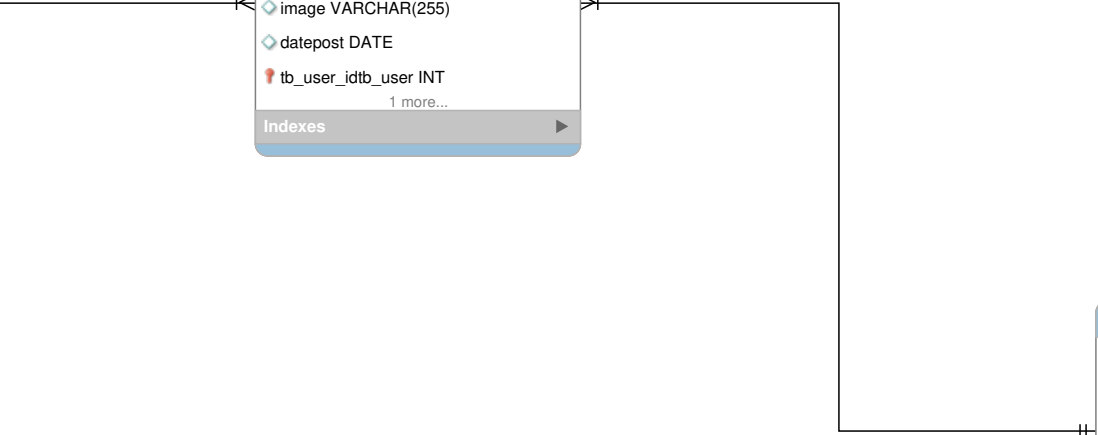 image VARCHAR(255)
datepost DATE
tb_user_idtb_user INT
1 more...
Indexes